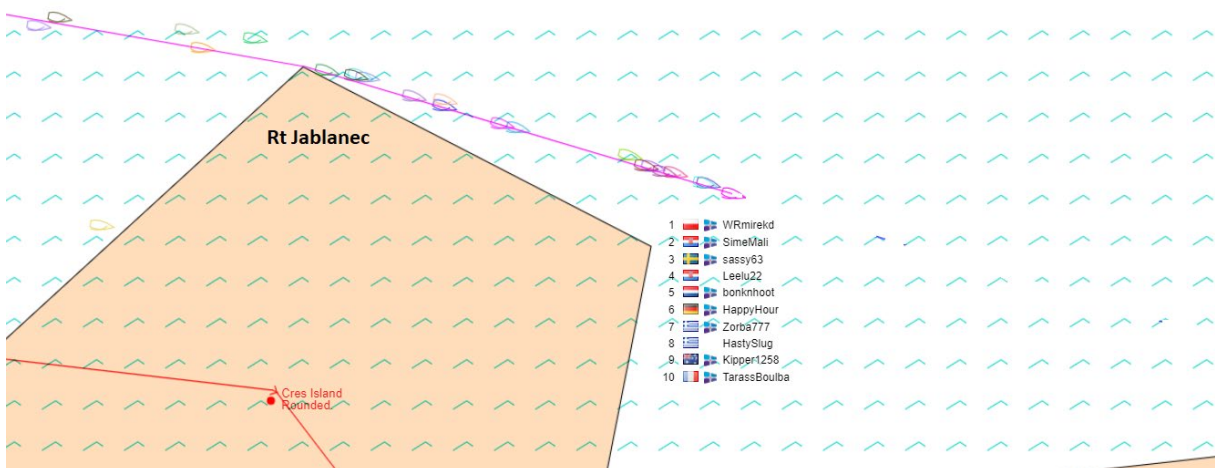 Rt Jablanec
1 WRmirekd
2 SimeMali
3 sassy63
4 Leelu22
5 bonknhoot
6 HappyHour
7 Zorba777
8 HastySlug
9 Kipper1258
10 TarassBoulba
Cres Island
Rounded.